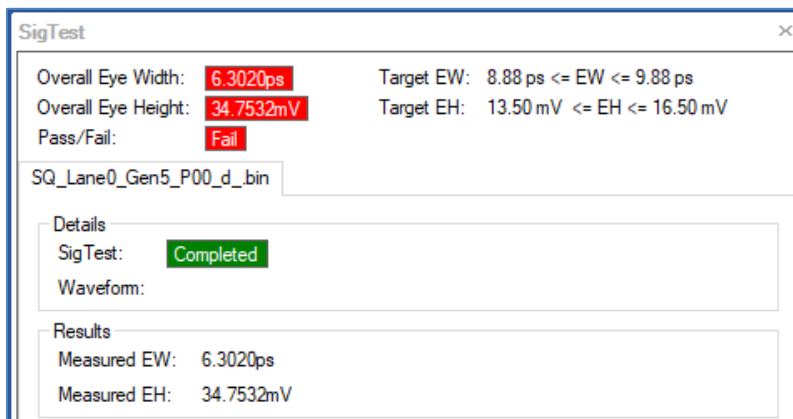 SigTest
Overall Eye Width: 6.3020ps Target EW: 8.88 ps <= EW <= 9.88 ps
Overall Eye Height: 34.7532mV Target EH: 13.50 mV <= EH <= 16.50 mV
Pass/Fail: Fail
SQ_Lane0_Gen5_P00_d_.bin
Details
SigTest: Completed
Waveform:
Results
Measured EW: 6.3020ps
Measured EH: 34.7532mV